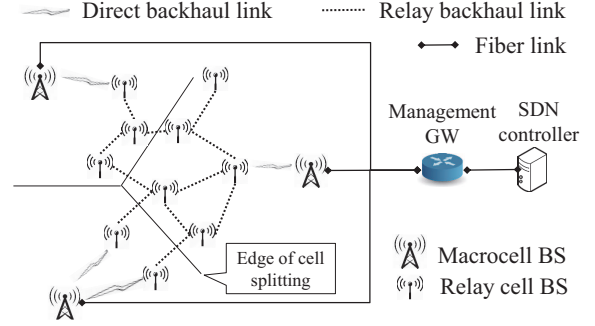 Direct backhaul link
Relay backhaul link
Fiber link
Management
GW
SDN
controller
Edge of cell
splitting
Macrocell BS
Relay cell BS